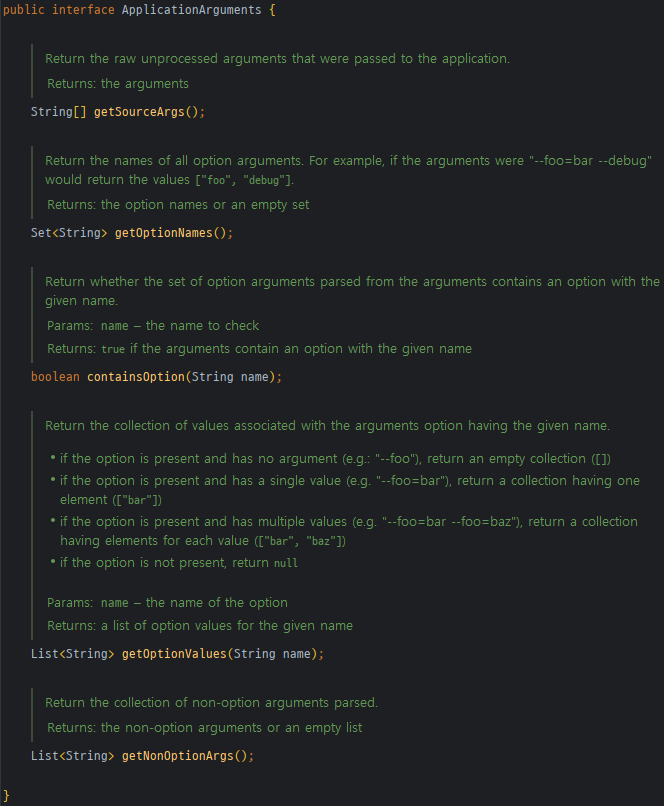 public interface ApplicationArguments {
Return the raw unprocessed arguments that were passed to the application.
Returns: the arguments
String[] getSourceArgs();
Return the names of all option arguments. For example, if the arguments were "--foo=bar --debug"
would return the values ["foo", "debug"].
Returns: the option names or an empty set
Set<String> getOptionNames();
Return whether the set of option arguments parsed from the arguments contains an option with the
given name.
Params: name – the name to check
Returns: true if the arguments contain an option with the given name
boolean containsOption(String name);
Return the collection of values associated with the arguments option having the given name.
• if the option is present and has no argument (e.g.: "--foo"), return an empty collection ([])
• if the option is present and has a single value (e.g. "--foo=bar"), return a collection having one
element (["bar"])
• if the option is present and has multiple values (e.g. "--foo=bar --foo=baz"), return a collection
having elements for each value (["bar", "baz"])
• if the option is not present, return null
Params: name – the name of the option
Returns: a list of option values for the given name
List<String> getOptionValues(String name);
Return the collection of non-option arguments parsed.
Returns: the non-option arguments or an empty list
List<String> getNonOptionArgs();
}